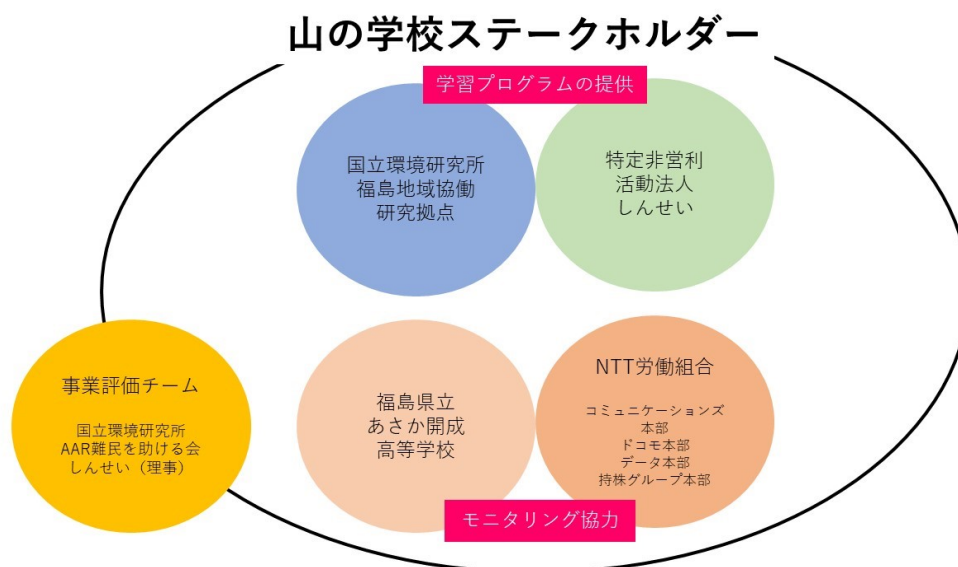 山の学校ステークホルダー
学習プログラムの提供
国立環境研究所
福島地域協働
研究拠点
特定非営利
活動法人
しんせい
事業評価チーム
国立環境研究所
AAR難民を助ける会
しんせい（理事）
福島県立
あさか開成
高等学校
NTT労働組合
コミュニケーションズ
本部
ドコモ本部
データ本部
持株グループ本部
モニタリング協力